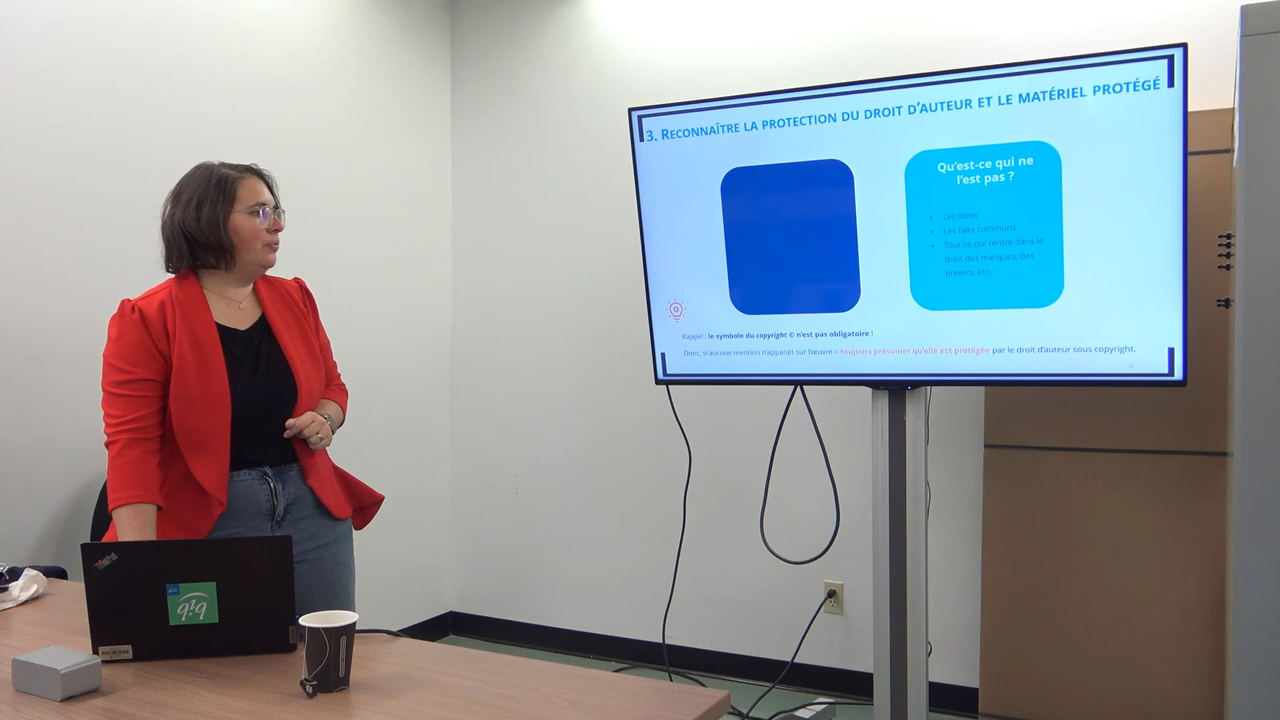 3. RECONNAÎTRE LA PROTECTION DU DROIT D'AUTEUR ET LE MATÉRIEL PROTÉGÉ
Qu'est-ce qui ne
l'est pas ?
• Les idées
• Les faits communs
• Tout ce qui rentre dans le
droit des marques, des
brevets, etc.
Rappel : le symbole du copyright © n'est pas obligatoire !
Donc, si aucune mention n'apparaît sur l'œuvre = toujours présumer qu'elle est protégée par le droit d'auteur sous copyright.